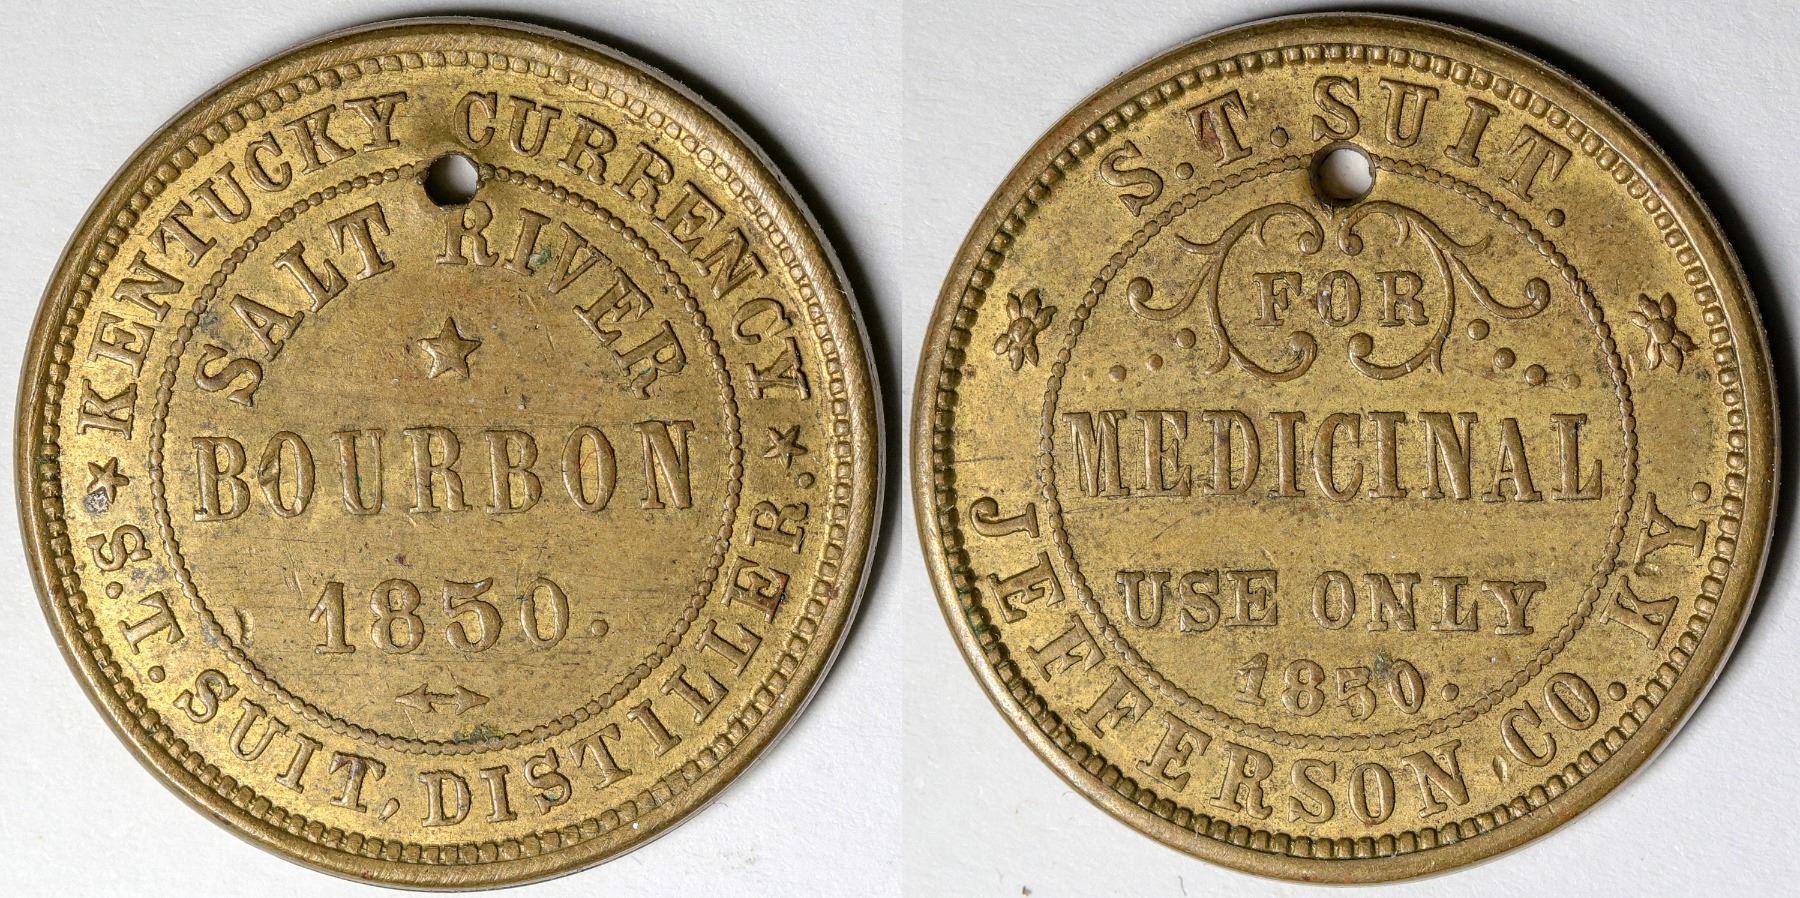 KENTUCKY CURRENCY
SALT RIVER
BOURBON
1850.
S.T. SUIT, DISTILLER.
S. T. SUIT.
FOR
MEDICINAL
USE ONLY
1850.
JEFFERSON, CO. KY.